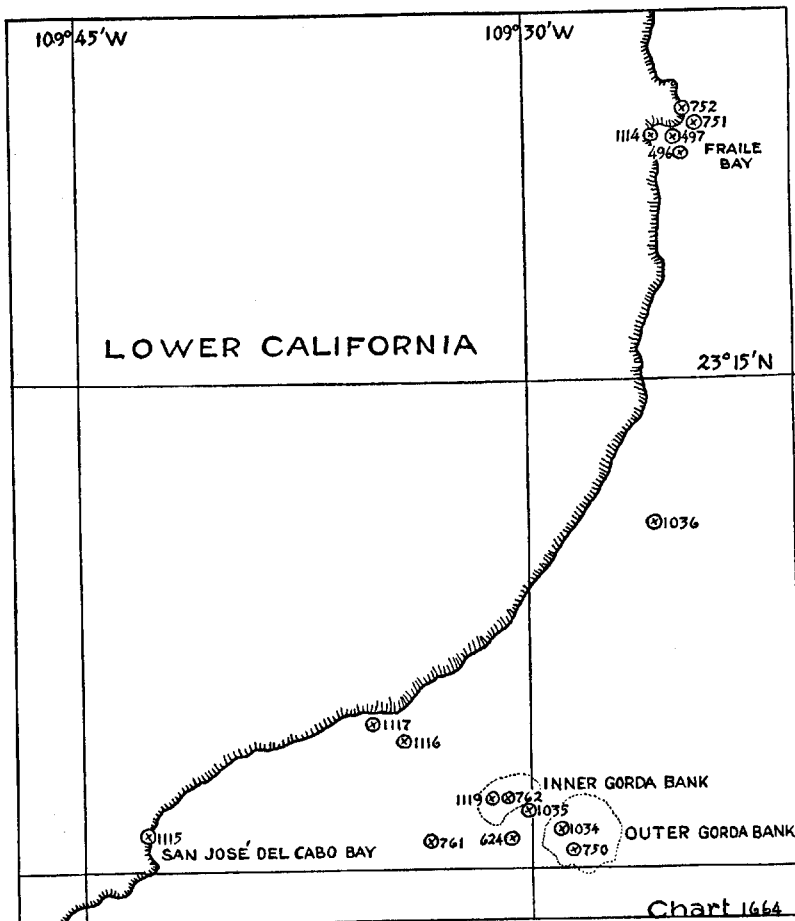 109°45'W
109°30'W
752
751
1114
497
496
FRAILE
BAY
LOWER CALIFORNIA
23°15'N
1036
1117
1116
INNER GORDA BANK
1119
762
1035
1115
SAN JOSÉ DEL CABO BAY
761
624
1034
750
OUTER GORDA BANK
Chart 1664